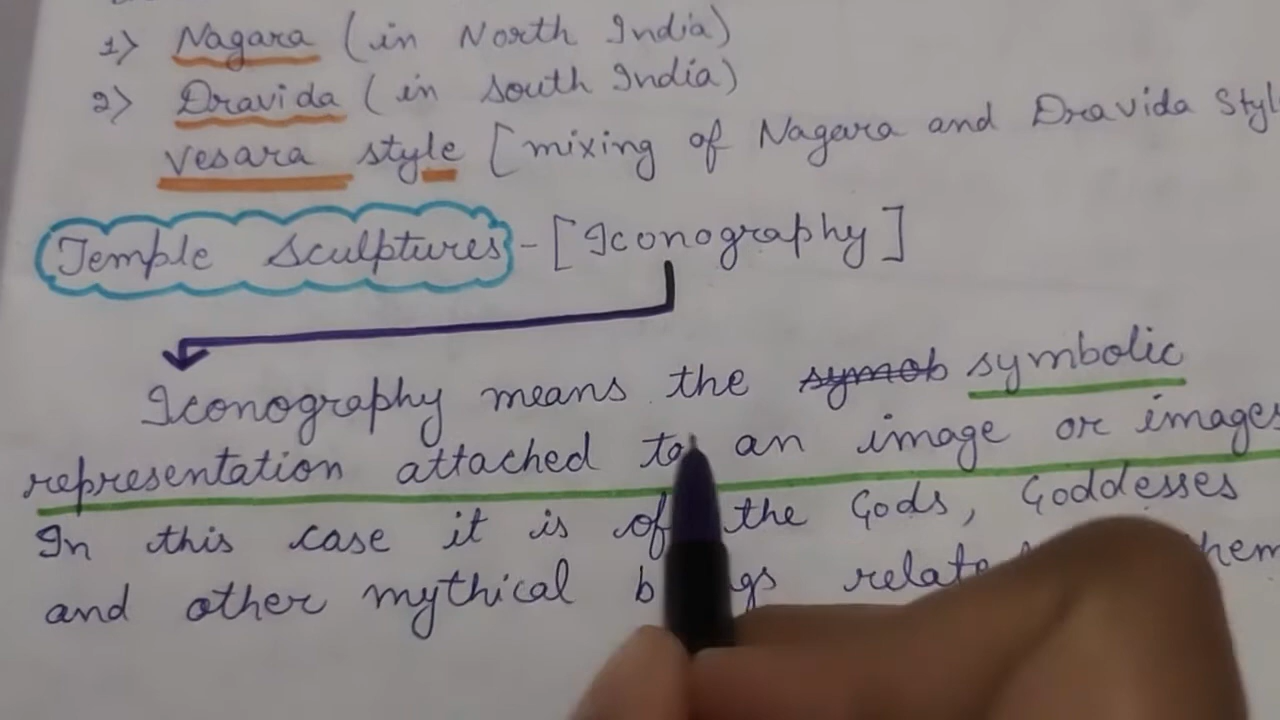 1) Nagara (in North India)
2) Dravida (in South India)
Vesara style [mixing of Nagara and Dravida Styl
Temple Sculptures - [Iconography]
Iconography means the symob symbolic
representation attached to an image or images
In this case it is of the Gods, Goddesses
and other mythical